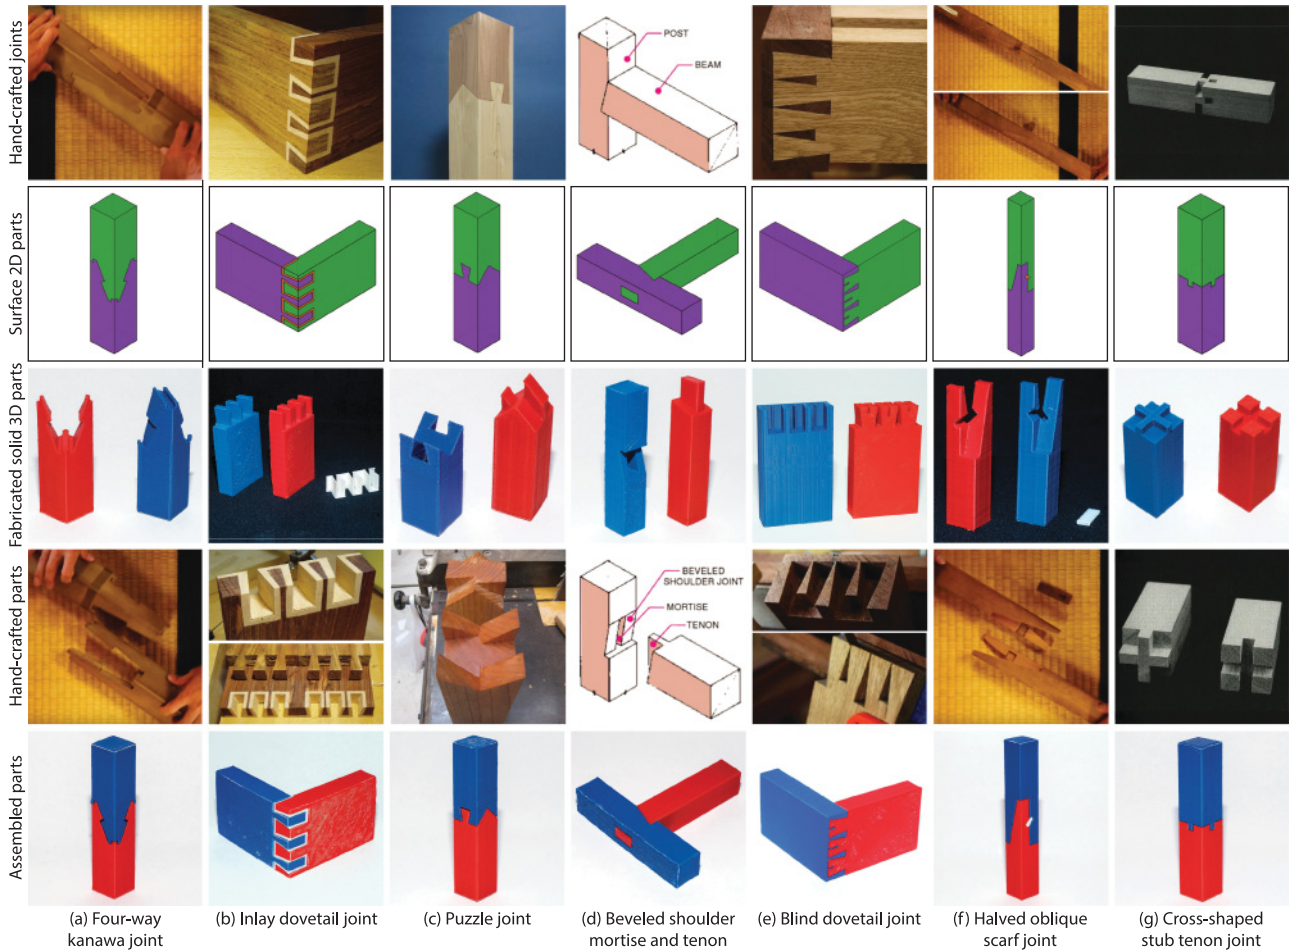 Hand-crafted joints
POST
BEAM
Surface 2D parts
Fabricated solid 3D parts
Hand-crafted parts
BEVELED
SHOULDER JOINT
MORTISE
TENON
Assembled parts
(a) Four-way
kanawa joint
(b) Inlay dovetail joint
(c) Puzzle joint
(d) Beveled shoulder
mortise and tenon
(e) Blind dovetail joint
(f) Halved oblique
scarf joint
(g) Cross-shaped
stub tenon joint